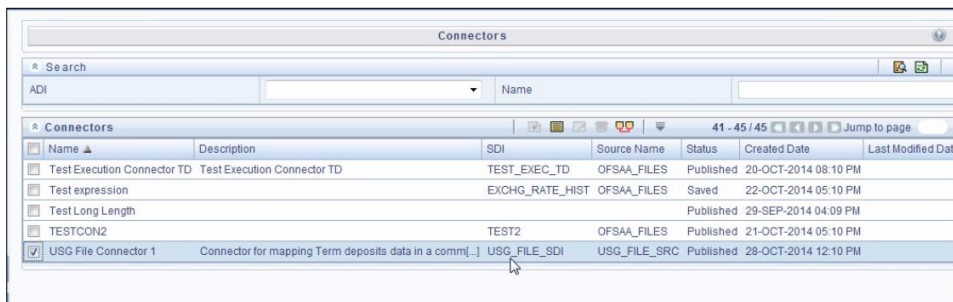 Connectors
Search
ADI Name
Connectors 41 - 45 / 45 Jump to page
Name Description SDI Source Name Status Created Date Last Modified Dat
Test Execution Connector TD Test Execution Connector TD TEST_EXEC_TD OFSAA_FILES Published 20-OCT-2014 08:10 PM
Test expression EXCHG_RATE_HIST OFSAA_FILES Saved 22-OCT-2014 05:10 PM
Test Long Length Published 29-SEP-2014 04:09 PM
TESTCON2 TEST2 OFSAA_FILES Published 21-OCT-2014 05:10 PM
USG File Connector 1 Connector for mapping Term deposits data in a comm[...] USG_FILE_SDI USG_FILE_SRC Published 28-OCT-2014 12:10 PM